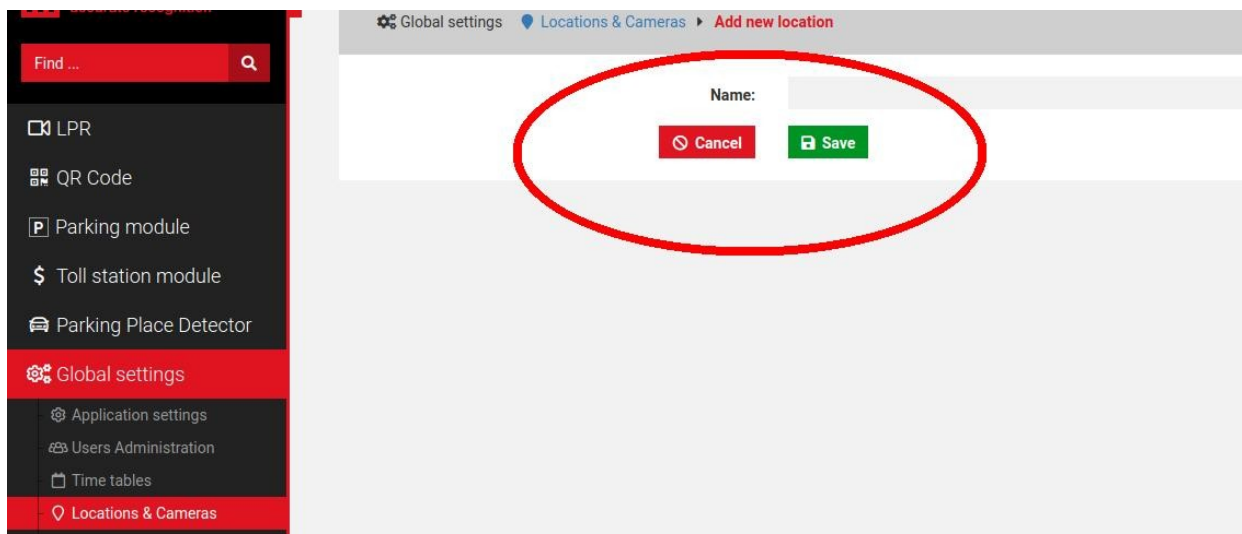 Global settings Locations & Cameras Add new location
Find ...
Name:
Cancel Save
LPR
QR Code
P Parking module
$ Toll station module
Parking Place Detector
Global settings
Application settings
Users Administration
Time tables
Locations & Cameras